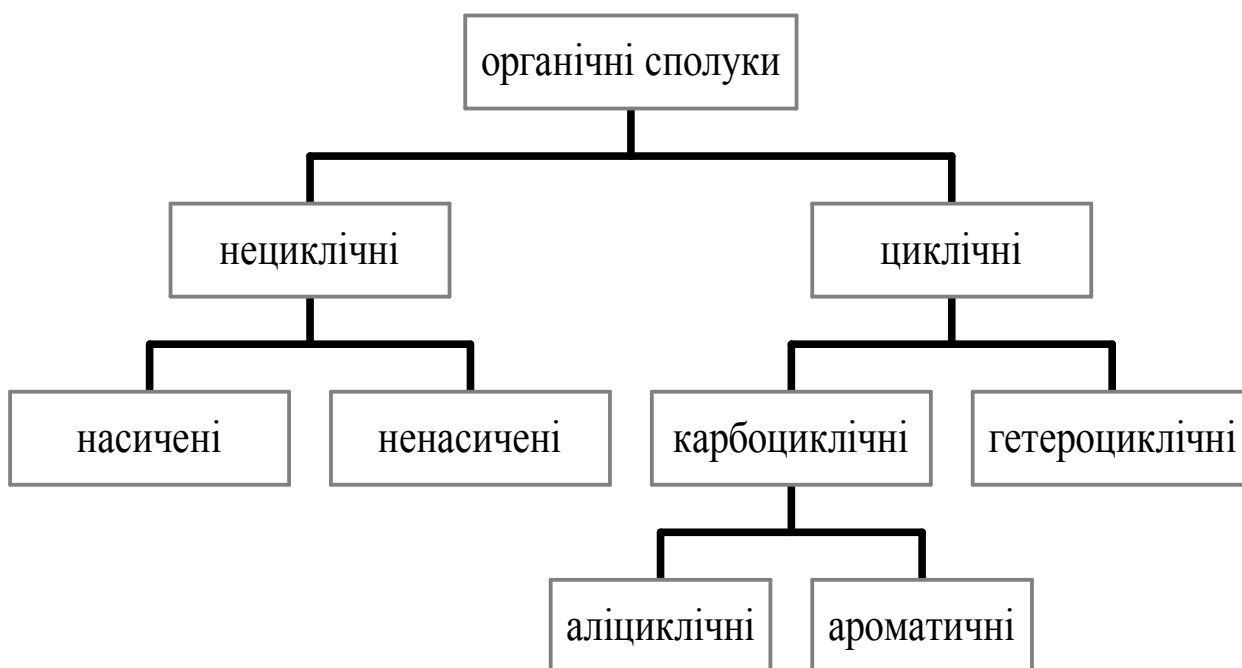 органічні сполуки
нециклічні
циклічні
насичені
ненасичені
карбоциклічні
гетероциклічні
аліциклічні
ароматичні